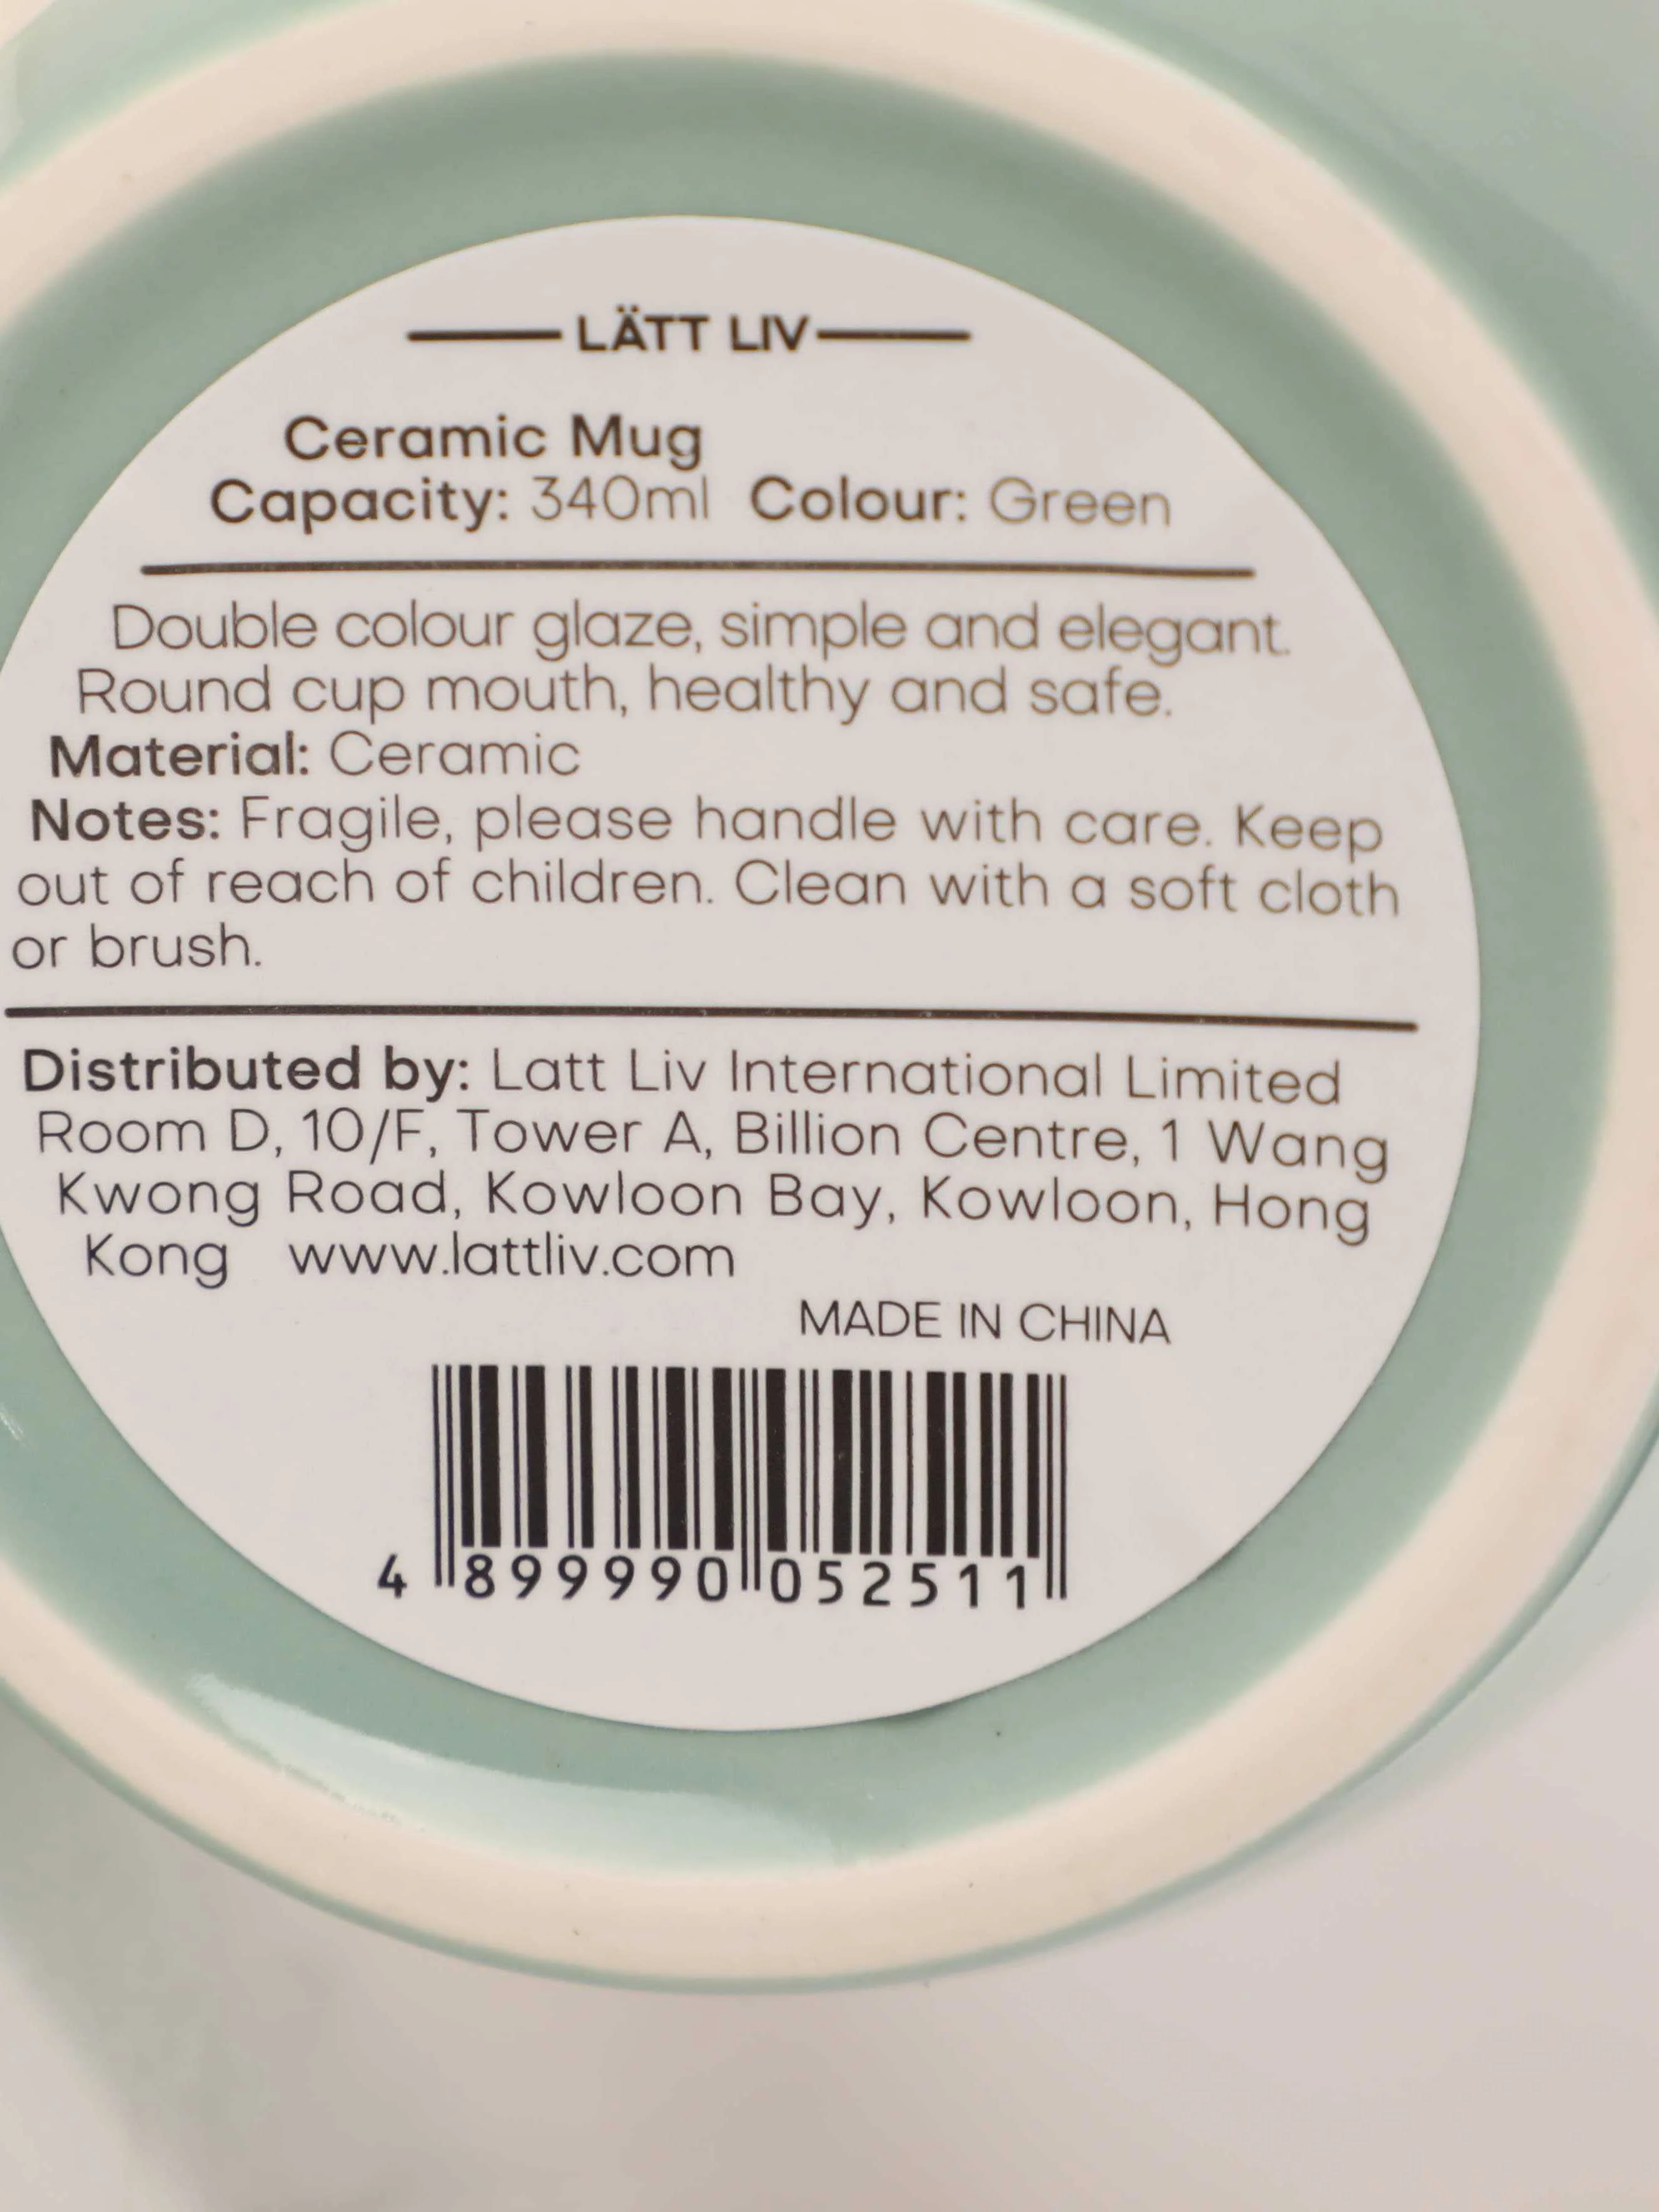 LÄTT LIV
Ceramic Mug
Capacity: 340ml Colour: Green
Double colour glaze, simple and elegant.
Round cup mouth, healthy and safe.
Material: Ceramic
Notes: Fragile, please handle with care. Keep
out of reach of children. Clean with a soft cloth
or brush.
Distributed by: Latt Liv International Limited
Room D, 10/F, Tower A, Billion Centre, 1 Wang
Kwong Road, Kowloon Bay, Kowloon, Hong
Kong www.lattliv.com
MADE IN CHINA
4 899990 052511